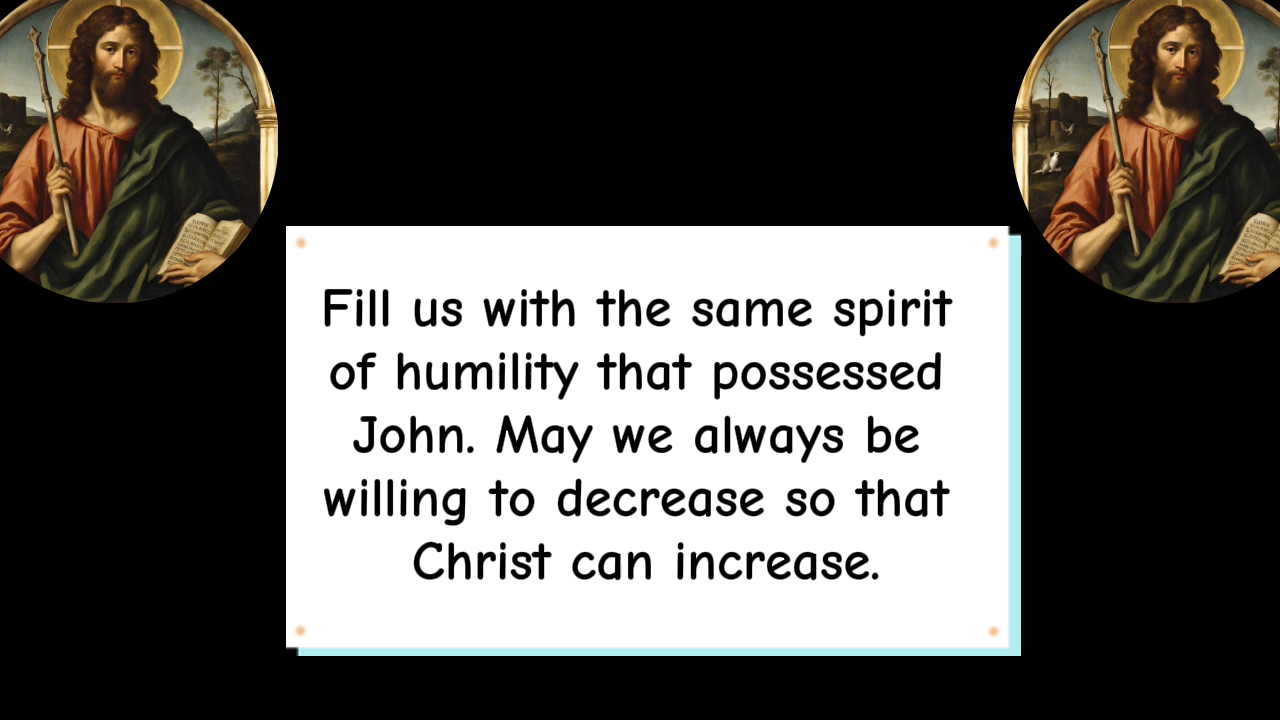 Fill us with the same spirit
of humility that possessed
John. May we always be
willing to decrease so that
Christ can increase.